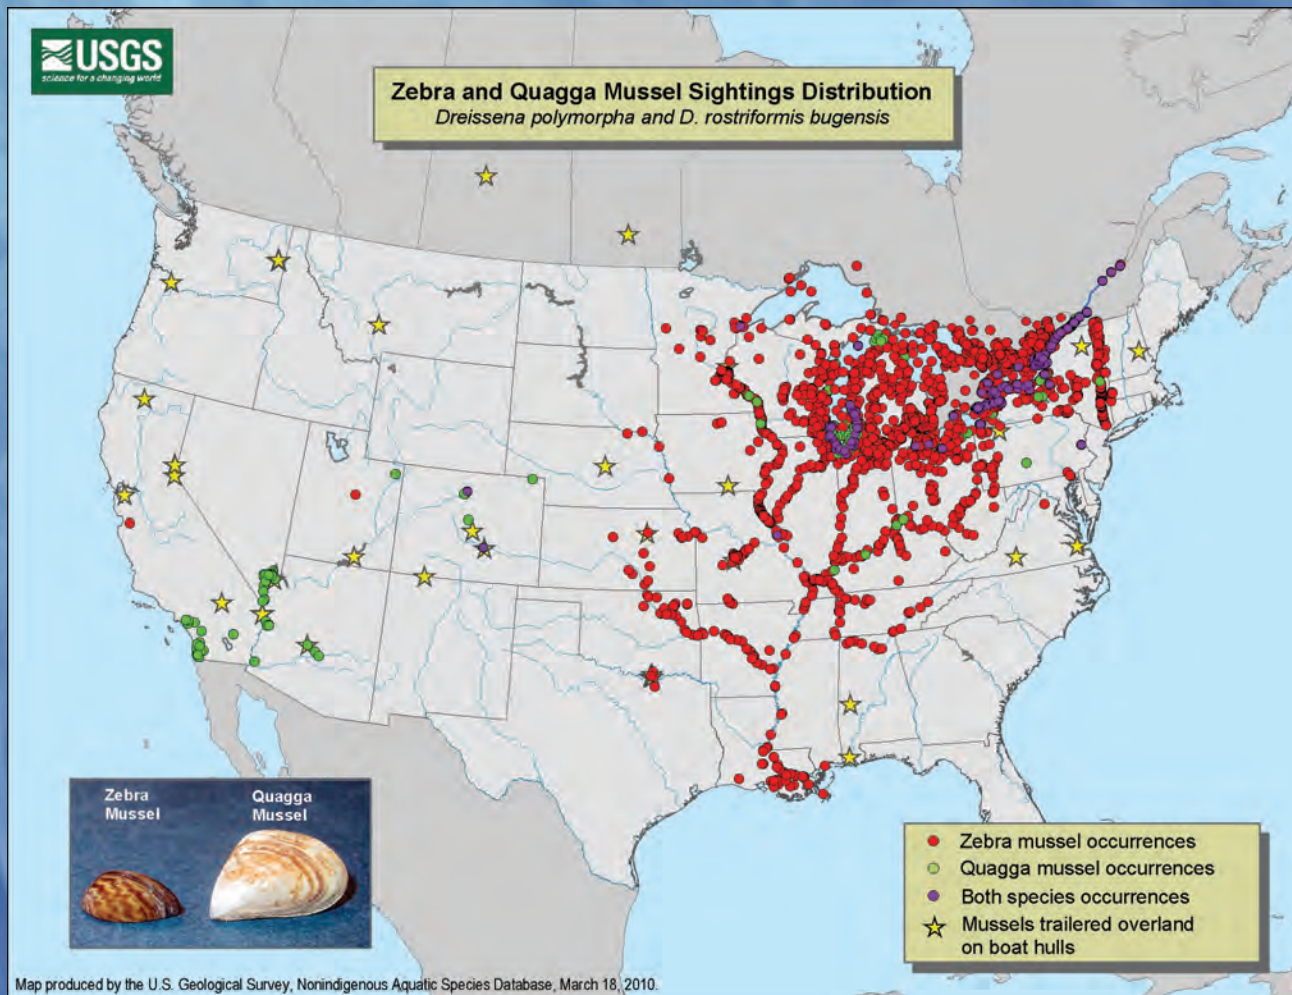 USGS
science for a changing world
Zebra and Quagga Mussel Sightings Distribution
Dreissena polymorpha and D. rostriformis bugensis
Zebra
Mussel
Quagga
Mussel
Zebra mussel occurrences
Quagga mussel occurrences
Both species occurrences
Mussels trailered overland
on boat hulls
Map produced by the U.S. Geological Survey, Nonindigenous Aquatic Species Database, March 18, 2010.